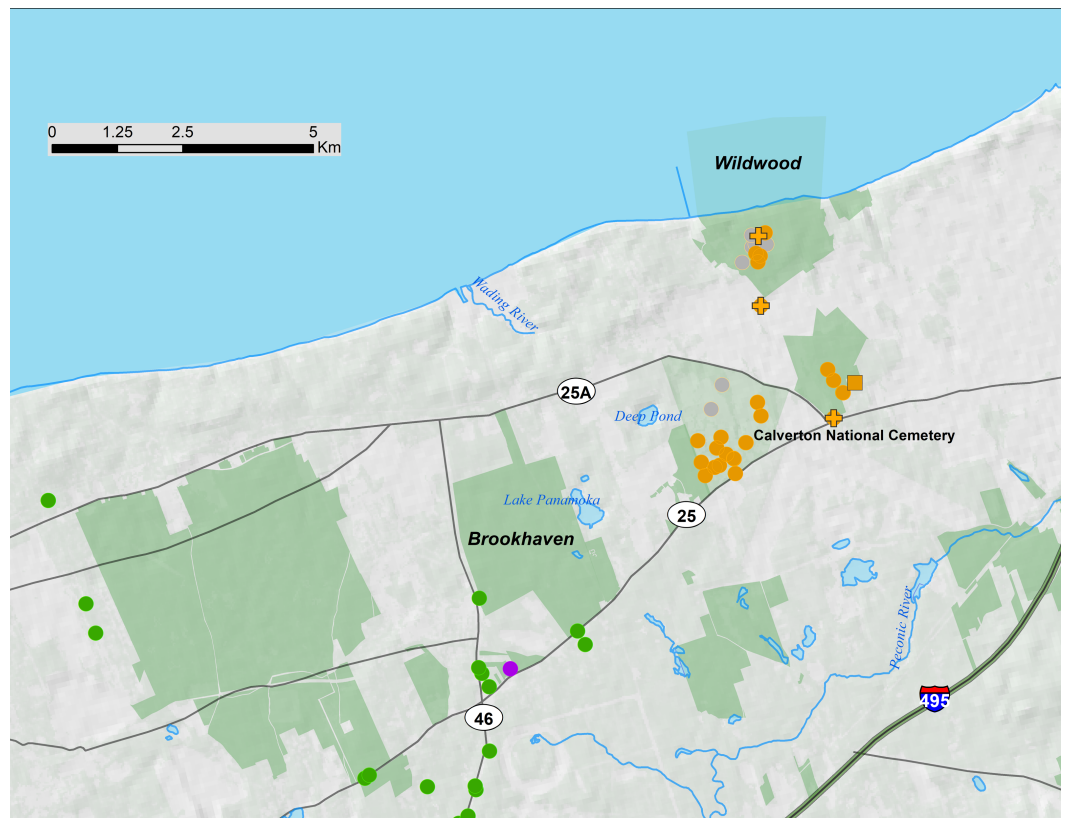 0 1.25 2.5 5
Km
Wildwood
Wading River
25A
Deep Pond
Calverton National Cemetery
Lake Panamoka
25
Brookhaven
Peconic River
495
46